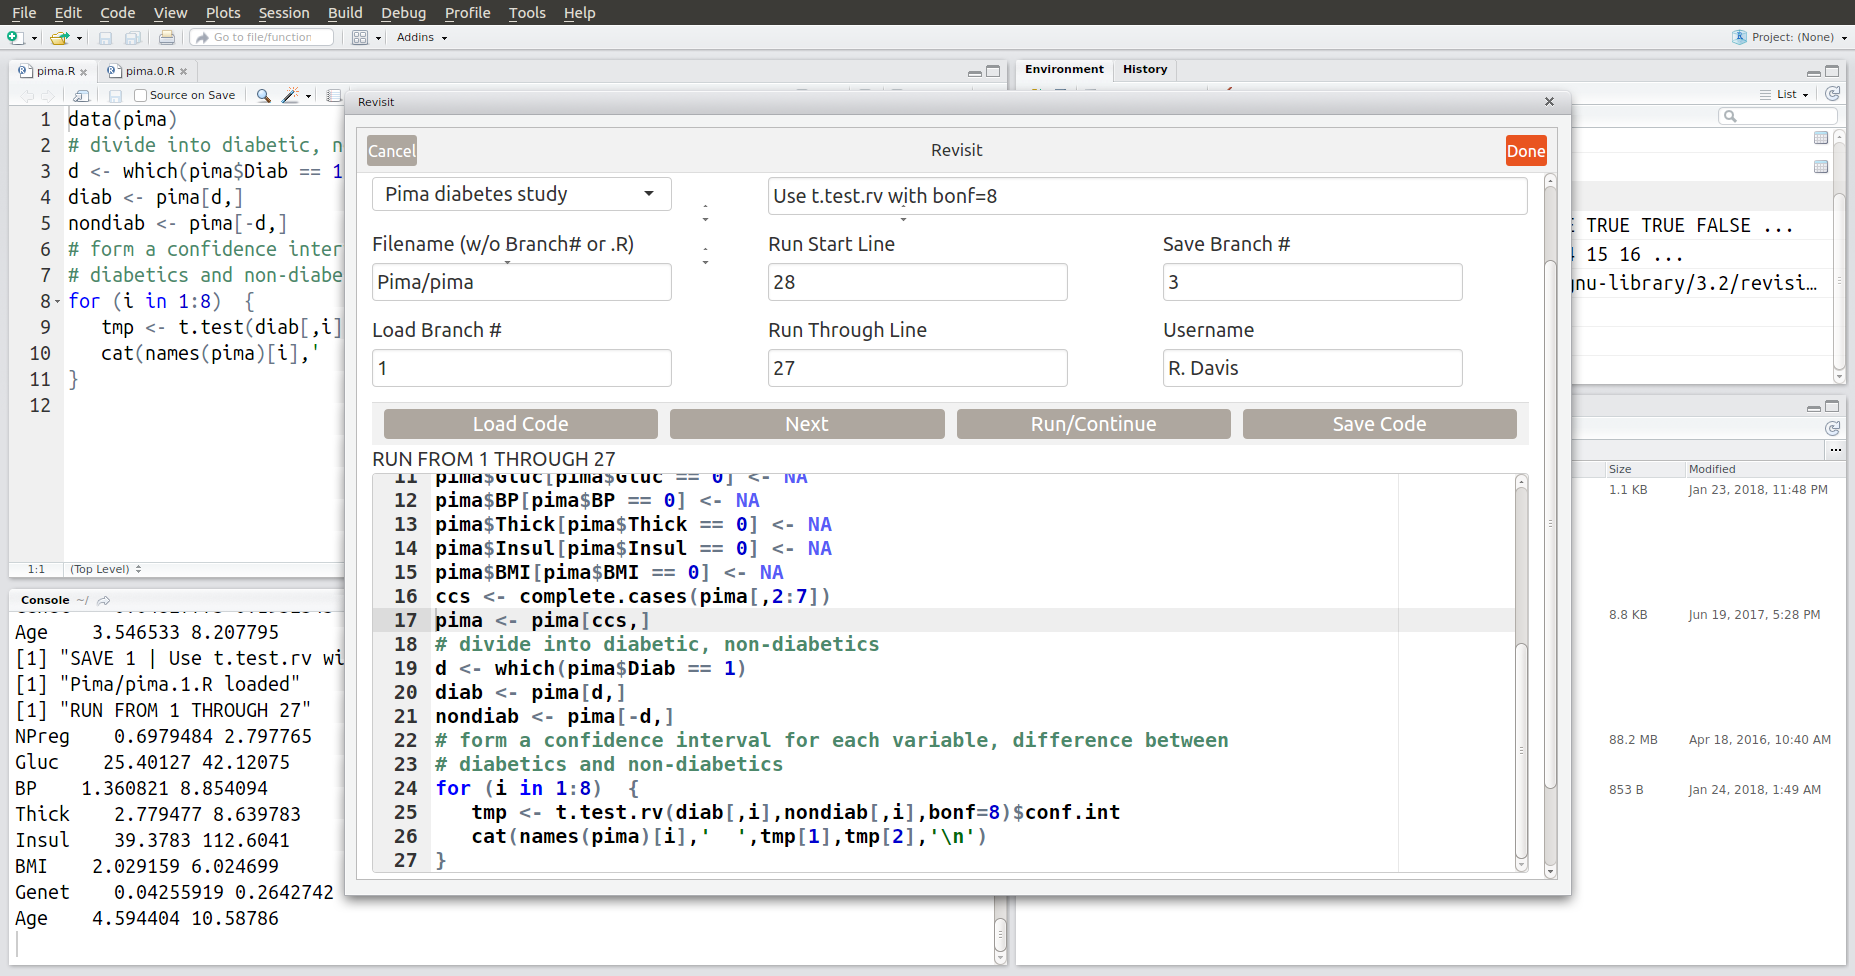 File Edit Code View Plots Session Build Debug Profile Tools Help
Go to file/function Addins Project: (None)
pima.R pima.0.R
Source on Save
1 data(pima)
2 # divide into diabetic, n
3 d <- which(pima$Diab == 1
4 diab <- pima[d,]
5 nondiab <- pima[-d,]
6 # form a confidence inter
7 # diabetics and non-diabe
8 for (i in 1:8) {
9 tmp <- t.test(diab[,i]
10 cat(names(pima)[i],'
11 }
12
1:1 (Top Level)
Console ~/
Age 3.546533 8.207795
[1] "SAVE 1 | Use t.test.rv wi
[1] "Pima/pima.1.R loaded"
[1] "RUN FROM 1 THROUGH 27"
NPreg 0.6979484 2.797765
Gluc 25.40127 42.12075
BP 1.360821 8.854094
Thick 2.779477 8.639783
Insul 39.3783 112.6041
BMI 2.029159 6.024699
Genet 0.04255919 0.2642742
Age 4.594404 10.58786
Revisit
Cancel Revisit Done
Pima diabetes study Use t.test.rv with bonf=8
Filename (w/o Branch# or .R) Run Start Line Save Branch #
Pima/pima 28 3
Load Branch # Run Through Line Username
1 27 R. Davis
Load Code Next Run/Continue Save Code
RUN FROM 1 THROUGH 27
11 pima$Gluc[pima$Gluc == 0] <- NA
12 pima$BP[pima$BP == 0] <- NA
13 pima$Thick[pima$Thick == 0] <- NA
14 pima$Insul[pima$Insul == 0] <- NA
15 pima$BMI[pima$BMI == 0] <- NA
16 ccs <- complete.cases(pima[,2:7])
17 pima <- pima[ccs,]
18 # divide into diabetic, non-diabetics
19 d <- which(pima$Diab == 1)
20 diab <- pima[d,]
21 nondiab <- pima[-d,]
22 # form a confidence interval for each variable, difference between
23 # diabetics and non-diabetics
24 for (i in 1:8) {
25 tmp <- t.test.rv(diab[,i],nondiab[,i],bonf=8)$conf.int
26 cat(names(pima)[i],' ',tmp[1],tmp[2],'\n')
27 }
Environment History
List
TRUE TRUE FALSE ...
15 16 ...
gnu-library/3.2/revisi...
Size Modified
1.1 KB Jan 23, 2018, 11:48 PM
8.8 KB Jun 19, 2017, 5:28 PM
88.2 MB Apr 18, 2016, 10:40 AM
853 B Jan 24, 2018, 1:49 AM